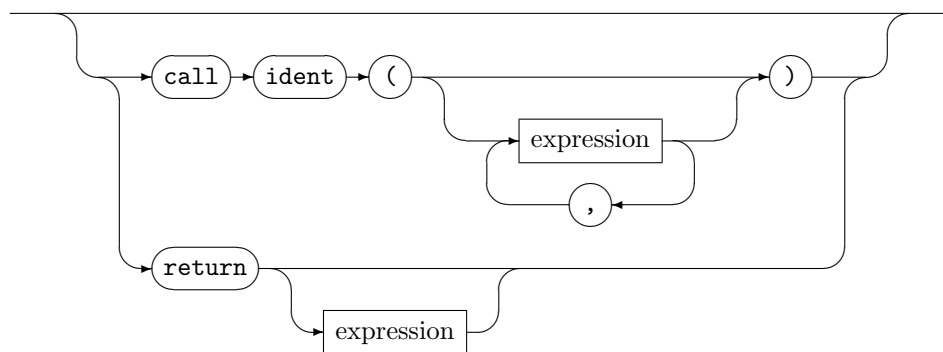 call ident ( )
expression
,
return
expression